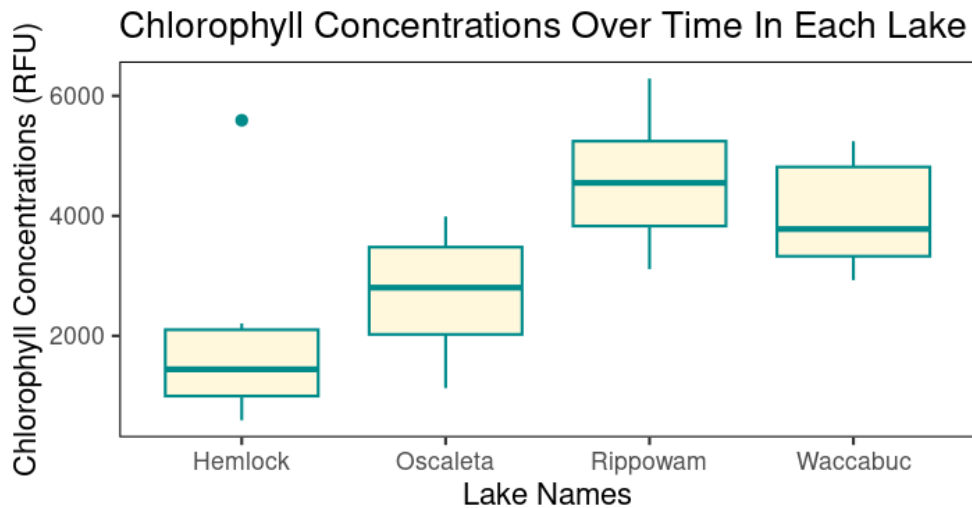 Chlorophyll Concentrations Over Time In Each Lake
Chlorophyll Concentrations (RFU)
6000
4000
2000
Hemlock Oscaleta Rippowam Waccabuc
Lake Names